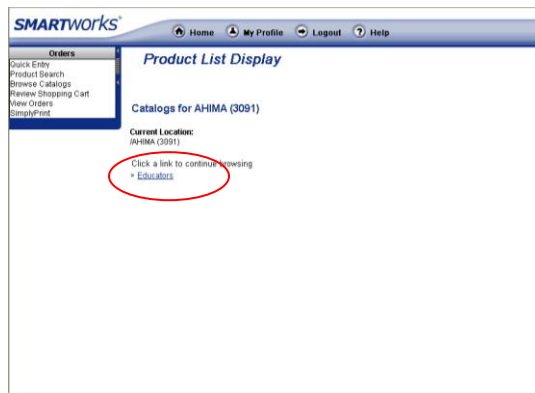 SMARTWORKS®
Home My Profile Logout Help
Orders
Quick Entry
Product Search
Browse Catalogs
Review Shopping Cart
View Orders
SimplyPrint
Product List Display
Catalogs for AHIMA (3091)
Current Location:
/AHIMA (3091)
Click a link to continue browsing
» Educators